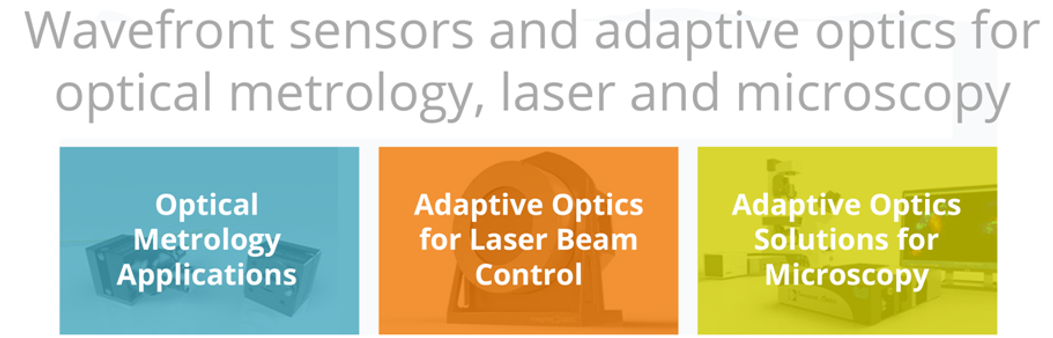 Wavefront sensors and adaptive optics for
optical metrology, laser and microscopy
Optical
Metrology
Applications
Adaptive Optics
for Laser Beam
Control
Adaptive Optics
Solutions for
Microscopy